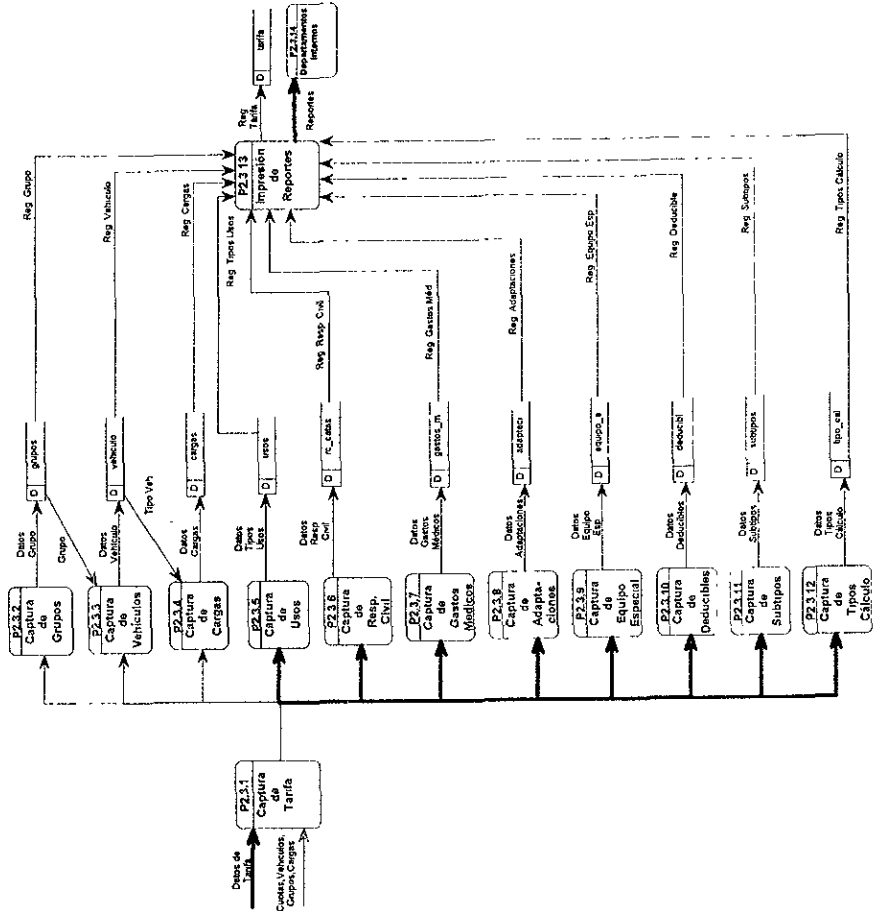 Datos de
Tarifa
Cuotas,Vehiculos,
Grupos,Cargas
P2.3.1
Captura
de
Tarifa
P2.3.2
Captura
de
Grupos
Datos
Grupo
D grupos
Grupo
Reg Grupo
P2.3.3
Captura
de
Vehiculos
Datos
Vehiculo
D vehiculo
Tipo Veh
Reg Vehiculo
P2.3.4
Captura
de
Cargas
Datos
Cargas
D cargas
Reg Cargas
P2.3.5
Captura
de
Usos
Datos
Tipos
Usos
D usos
Reg Tipos Usos
P2.3.6
Captura
de
Resp.
Civil
Datos
Resp
Civil
D rc_catas
Reg Resp Civil
P2.3.7
Captura
de
Gastos
Medicos
Datos
Gastos
Médicos
D gastos_m
Reg Gastos Méd
P2.3.8
Captura
de
Adapta-
ciones
Datos
Adaptaciones
D adaptaci
Reg Adaptaciones
P2.3.9
Captura
de
Equipo
Especial
Datos
Equipo
Esp
D equipo_e
Reg Equipo Esp
P2.3.10
Captura
de
Deducibles
Datos
Deducibles
D deducibl
Reg Deducible
P2.3.11
Captura
de
Subtipos
Datos
Subtipos
D subtipos
Reg Subtipos
P2.3.12
Captura
de
Tipos
Cálculo
Datos
Tipos
Cálculo
D tipo_cal
Reg Tipos Cálculo
P2.3 13
Impresión
de
Reportes
Reg
Tarifa
D tarifa
Reportes
P2.3.14
Departamentos
Internos